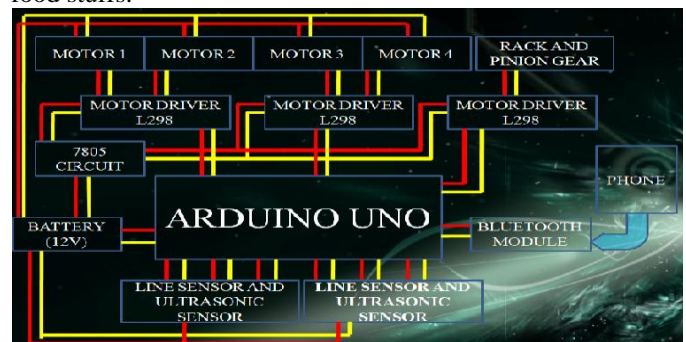 food stuffs.
MOTOR 1
MOTOR 2
MOTOR 3
MOTOR 4
RACK AND
PINION GEAR
MOTOR DRIVER
L298
MOTOR DRIVER
L298
MOTOR DRIVER
L298
7805
CIRCUIT
PHONE
ARDUINO UNO
BATTERY
(12V)
BLUETOOTH
MODULE
LINE SENSOR AND
ULTRASONIC
SENSOR
LINE SENSOR AND
ULTRASONIC
SENSOR